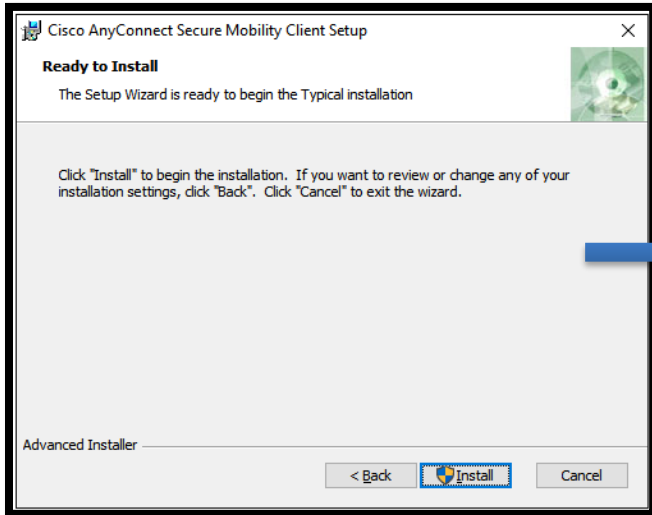 Cisco AnyConnect Secure Mobility Client Setup
Ready to Install
The Setup Wizard is ready to begin the Typical installation
Click "Install" to begin the installation. If you want to review or change any of your
installation settings, click "Back". Click "Cancel" to exit the wizard.
Advanced Installer
< Back Install Cancel